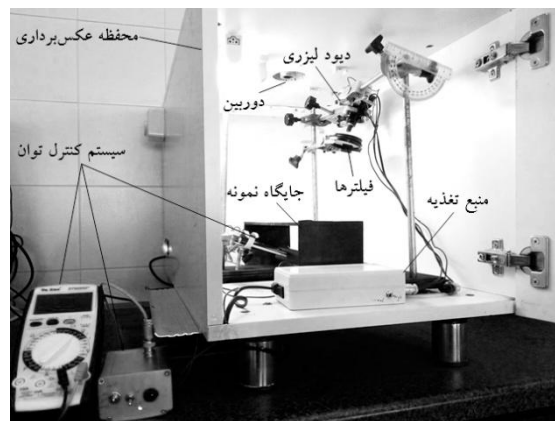 محفظه عکس‌برداری
دیود لیزری
دوربین
سیستم کنترل توان
فیلترها
جایگاه نمونه
منبع تغذیه